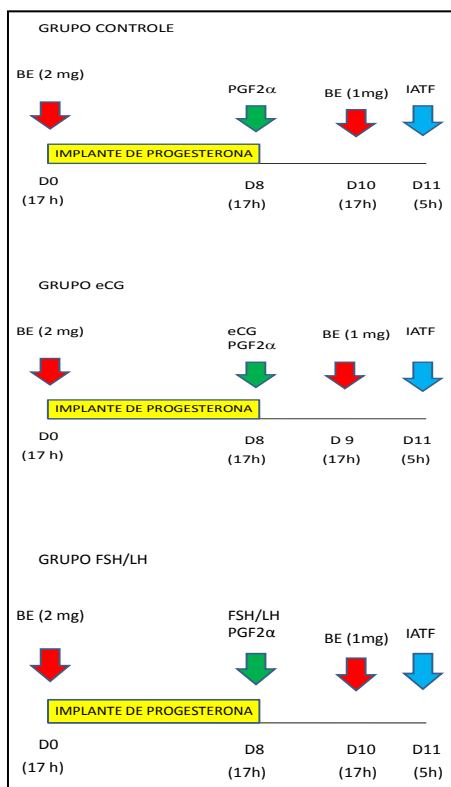 GRUPO CONTROLE
BE (2 mg)
PGF2α
BE (1mg)
IATF
IMPLANTE DE PROGESTERONA
D0
D8
D10
D11
(17 h)
(17h)
(17h)
(5h)
GRUPO eCG
BE (2 mg)
eCG
PGF2α
BE (1 mg)
IATF
IMPLANTE DE PROGESTERONA
D0
D8
D 9
D11
(17 h)
(17h)
(17h)
(5h)
GRUPO FSH/LH
BE (2 mg)
FSH/LH
PGF2α
BE (1mg)
IATF
IMPLANTE DE PROGESTERONA
D0
D8
D10
D11
(17 h)
(17h)
(17h)
(5h)